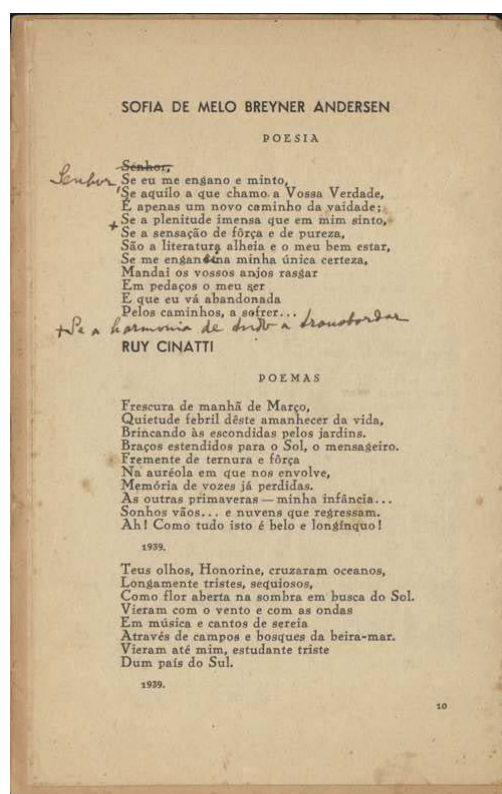 SOFIA DE MELO BREYNER ANDERSEN
POESIA
Senhor,
Senhor, Se eu me engano e minto,
Se aquilo a que chamo a Vossa Verdade,
É apenas um novo caminho da vaidade;
+ Se a plenitude imensa que em mim sinto,
Se a sensação de fôrça e de pureza,
São a literatura alheia e o meu bem estar,
Se me engano na minha única certeza,
Mandai os vossos anjos rasgar
Em pedaços o meu ser
E que eu vá abandonada
Pelos caminhos, a sofrer...
+ Se a harmonia de tudo a transbordar
RUY CINATTI
POEMAS
Frescura de manhã de Março,
Quietude febril dêste amanhecer da vida,
Brincando às escondidas pelos jardins.
Braços estendidos para o Sol, o mensageiro.
Fremente de ternura e fôrça
Na auréola em que nos envolve,
Memória de vozes já perdidas.
As outras primaveras — minha infância...
Sonhos vãos... e nuvens que regressam.
Ah! Como tudo isto é belo e longínquo!
1939.
Teus olhos, Honorine, cruzaram oceanos,
Longamente tristes, sequiosos,
Como flor aberta na sombra em busca do Sol.
Vieram com o vento e com as ondas
Em música e cantos de sereia
Através de campos e bosques da beira-mar.
Vieram até mim, estudante triste
Dum país do Sul.
1939.
10